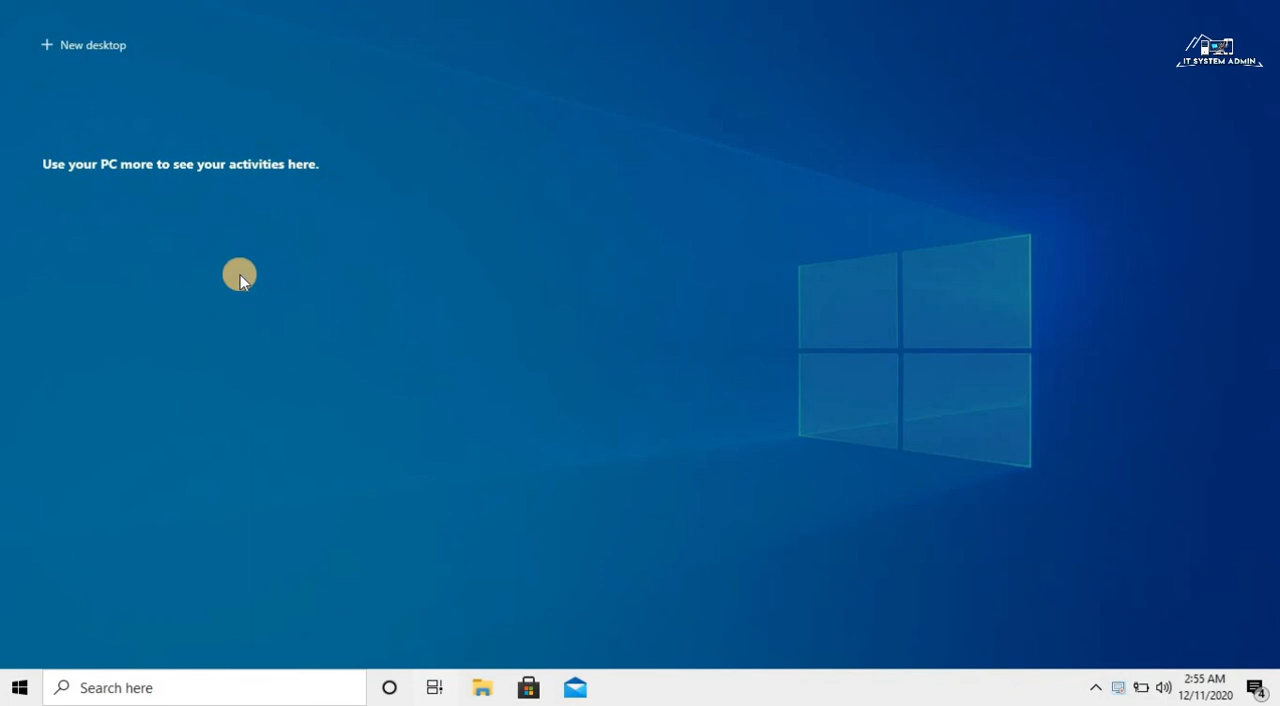 New desktop
IT SYSTEM ADMIN
Use your PC more to see your activities here.
Search here
2:55 AM
12/11/2020
4